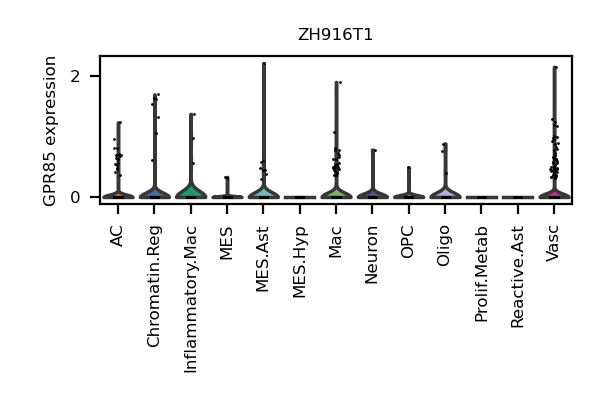 ZH916T1
GPR85 expression
2
0
AC
Chromatin.Reg
Inflammatory.Mac
MES
MES.Ast
MES.Hyp
Mac
Neuron
OPC
Oligo
Prolif.Metab
Reactive.Ast
Vasc